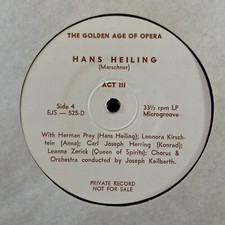 THE GOLDEN AGE OF OPERA
HANS HEILING
(Marschner)
ACT III
Side 4
EJS — 525-D
33⅓ rpm LP
Microgroove
With Herman Prey (Hans Heiling); Leonora Kirsch-
tein (Anna); Carl Joseph Herring (Konrad);
Leanna Zerick (Queen of Spirits); Chorus &
Orchestra conducted by Joseph Keilberth.
PRIVATE RECORD
NOT FOR SALE